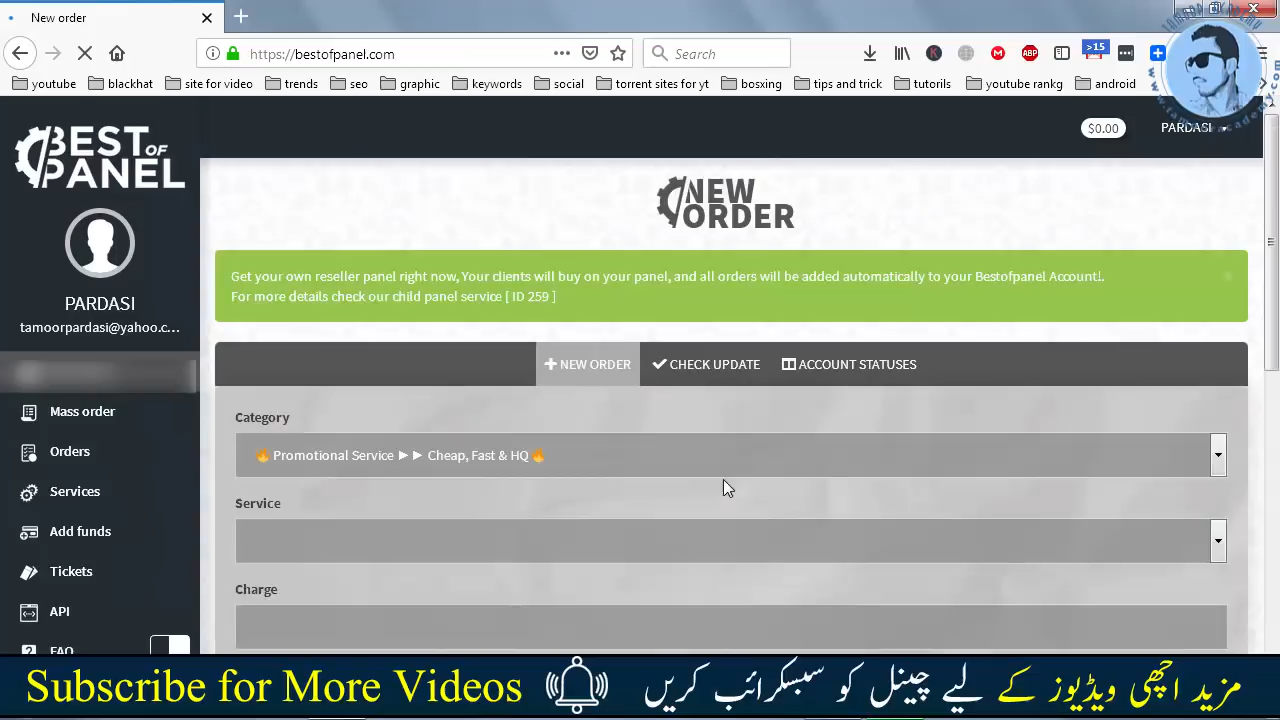 New order
https://bestofpanel.com
Search
>15
ABP
youtube
blackhat
site for video
trends
seo
graphic
keywords
social
torrent sites for yt
bosxing
tips and trick
tutorils
youtube rankg
android
BEST OF PANEL
$0.00
PARDASI
NEW ORDER
PARDASI
tamoorpardasi@yahoo.c...
Get your own reseller panel right now, Your clients will buy on your panel, and all orders will be added automatically to your Bestofpanel Account!.
For more details check our child panel service [ ID 259 ]
NEW ORDER
CHECK UPDATE
ACCOUNT STATUSES
Mass order
Orders
Services
Add funds
Tickets
API
FAQ
Category
🔥 Promotional Service ►► Cheap, Fast & HQ 🔥
Service
Charge
Subscribe for More Videos
مزید اچھی ویڈیوز کے لیے چینل کو سبسکرائب کریں